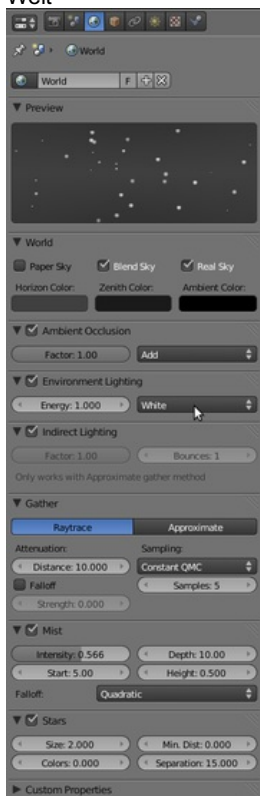 Welt
World
World F
Preview
World
Paper Sky Blend Sky Real Sky
Horizon Color: Zenith Color: Ambient Color:
Ambient Occlusion
Factor: 1.00 Add
Environment Lighting
Energy: 1.000 White
Indirect Lighting
Factor: 1.00 Bounces: 1
Only works with Approximate gather method
Gather
Raytrace Approximate
Attenuation: Sampling:
Distance: 10.000 Constant QMC
Falloff Samples: 5
Strength: 0.000
Mist
Intensity: 0.566 Depth: 10.00
Start: 5.00 Height: 0.500
Falloff: Quadratic
Stars
Size: 2.000 Min. Dist: 0.000
Colors: 0.000 Separation: 15.000
Custom Properties